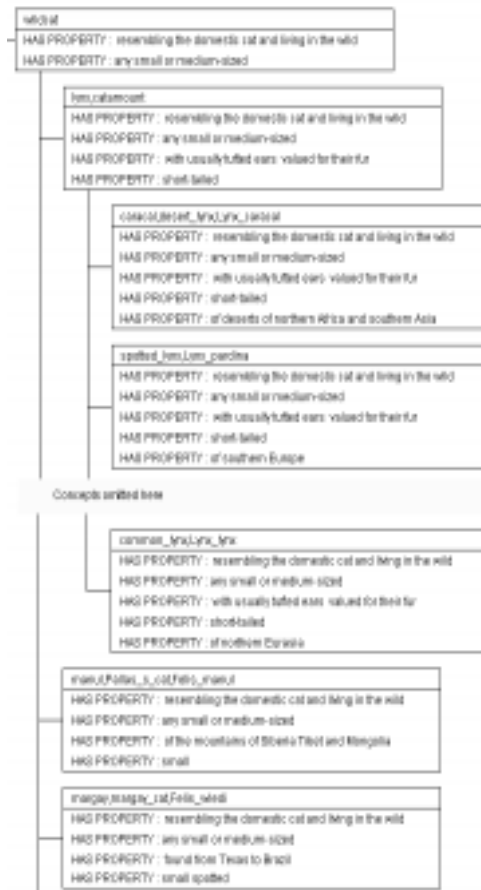 wildcat
HAS PROPERTY : resembling the domestic cat and living in the wild
HAS PROPERTY : any small or medium-sized
lynx,catamount
HAS PROPERTY : resembling the domestic cat and living in the wild
HAS PROPERTY : any small or medium-sized
HAS PROPERTY : with usually tufted ears valued for their fur
HAS PROPERTY : short-tailed
caracal,desert_lynx,Lynx_caracal
HAS PROPERTY : resembling the domestic cat and living in the wild
HAS PROPERTY : any small or medium-sized
HAS PROPERTY : with usually tufted ears valued for their fur
HAS PROPERTY : short-tailed
HAS PROPERTY : of deserts of northern Africa and southern Asia
spotted_lynx,Lynx_pardina
HAS PROPERTY : resembling the domestic cat and living in the wild
HAS PROPERTY : any small or medium-sized
HAS PROPERTY : with usually tufted ears valued for their fur
HAS PROPERTY : short-tailed
HAS PROPERTY : of southern Europe
Concepts omitted here
common_lynx,Lynx_lynx
HAS PROPERTY : resembling the domestic cat and living in the wild
HAS PROPERTY : any small or medium-sized
HAS PROPERTY : with usually tufted ears valued for their fur
HAS PROPERTY : short-tailed
HAS PROPERTY : of northern Eurasia
manul,Pallas_s_cat,Felis_manul
HAS PROPERTY : resembling the domestic cat and living in the wild
HAS PROPERTY : any small or medium-sized
HAS PROPERTY : of the mountains of Siberia Tibet and Mongolia
HAS PROPERTY : small
margay,margay_cat,Felis_wiedi
HAS PROPERTY : resembling the domestic cat and living in the wild
HAS PROPERTY : any small or medium-sized
HAS PROPERTY : found from Texas to Brazil
HAS PROPERTY : small spotted